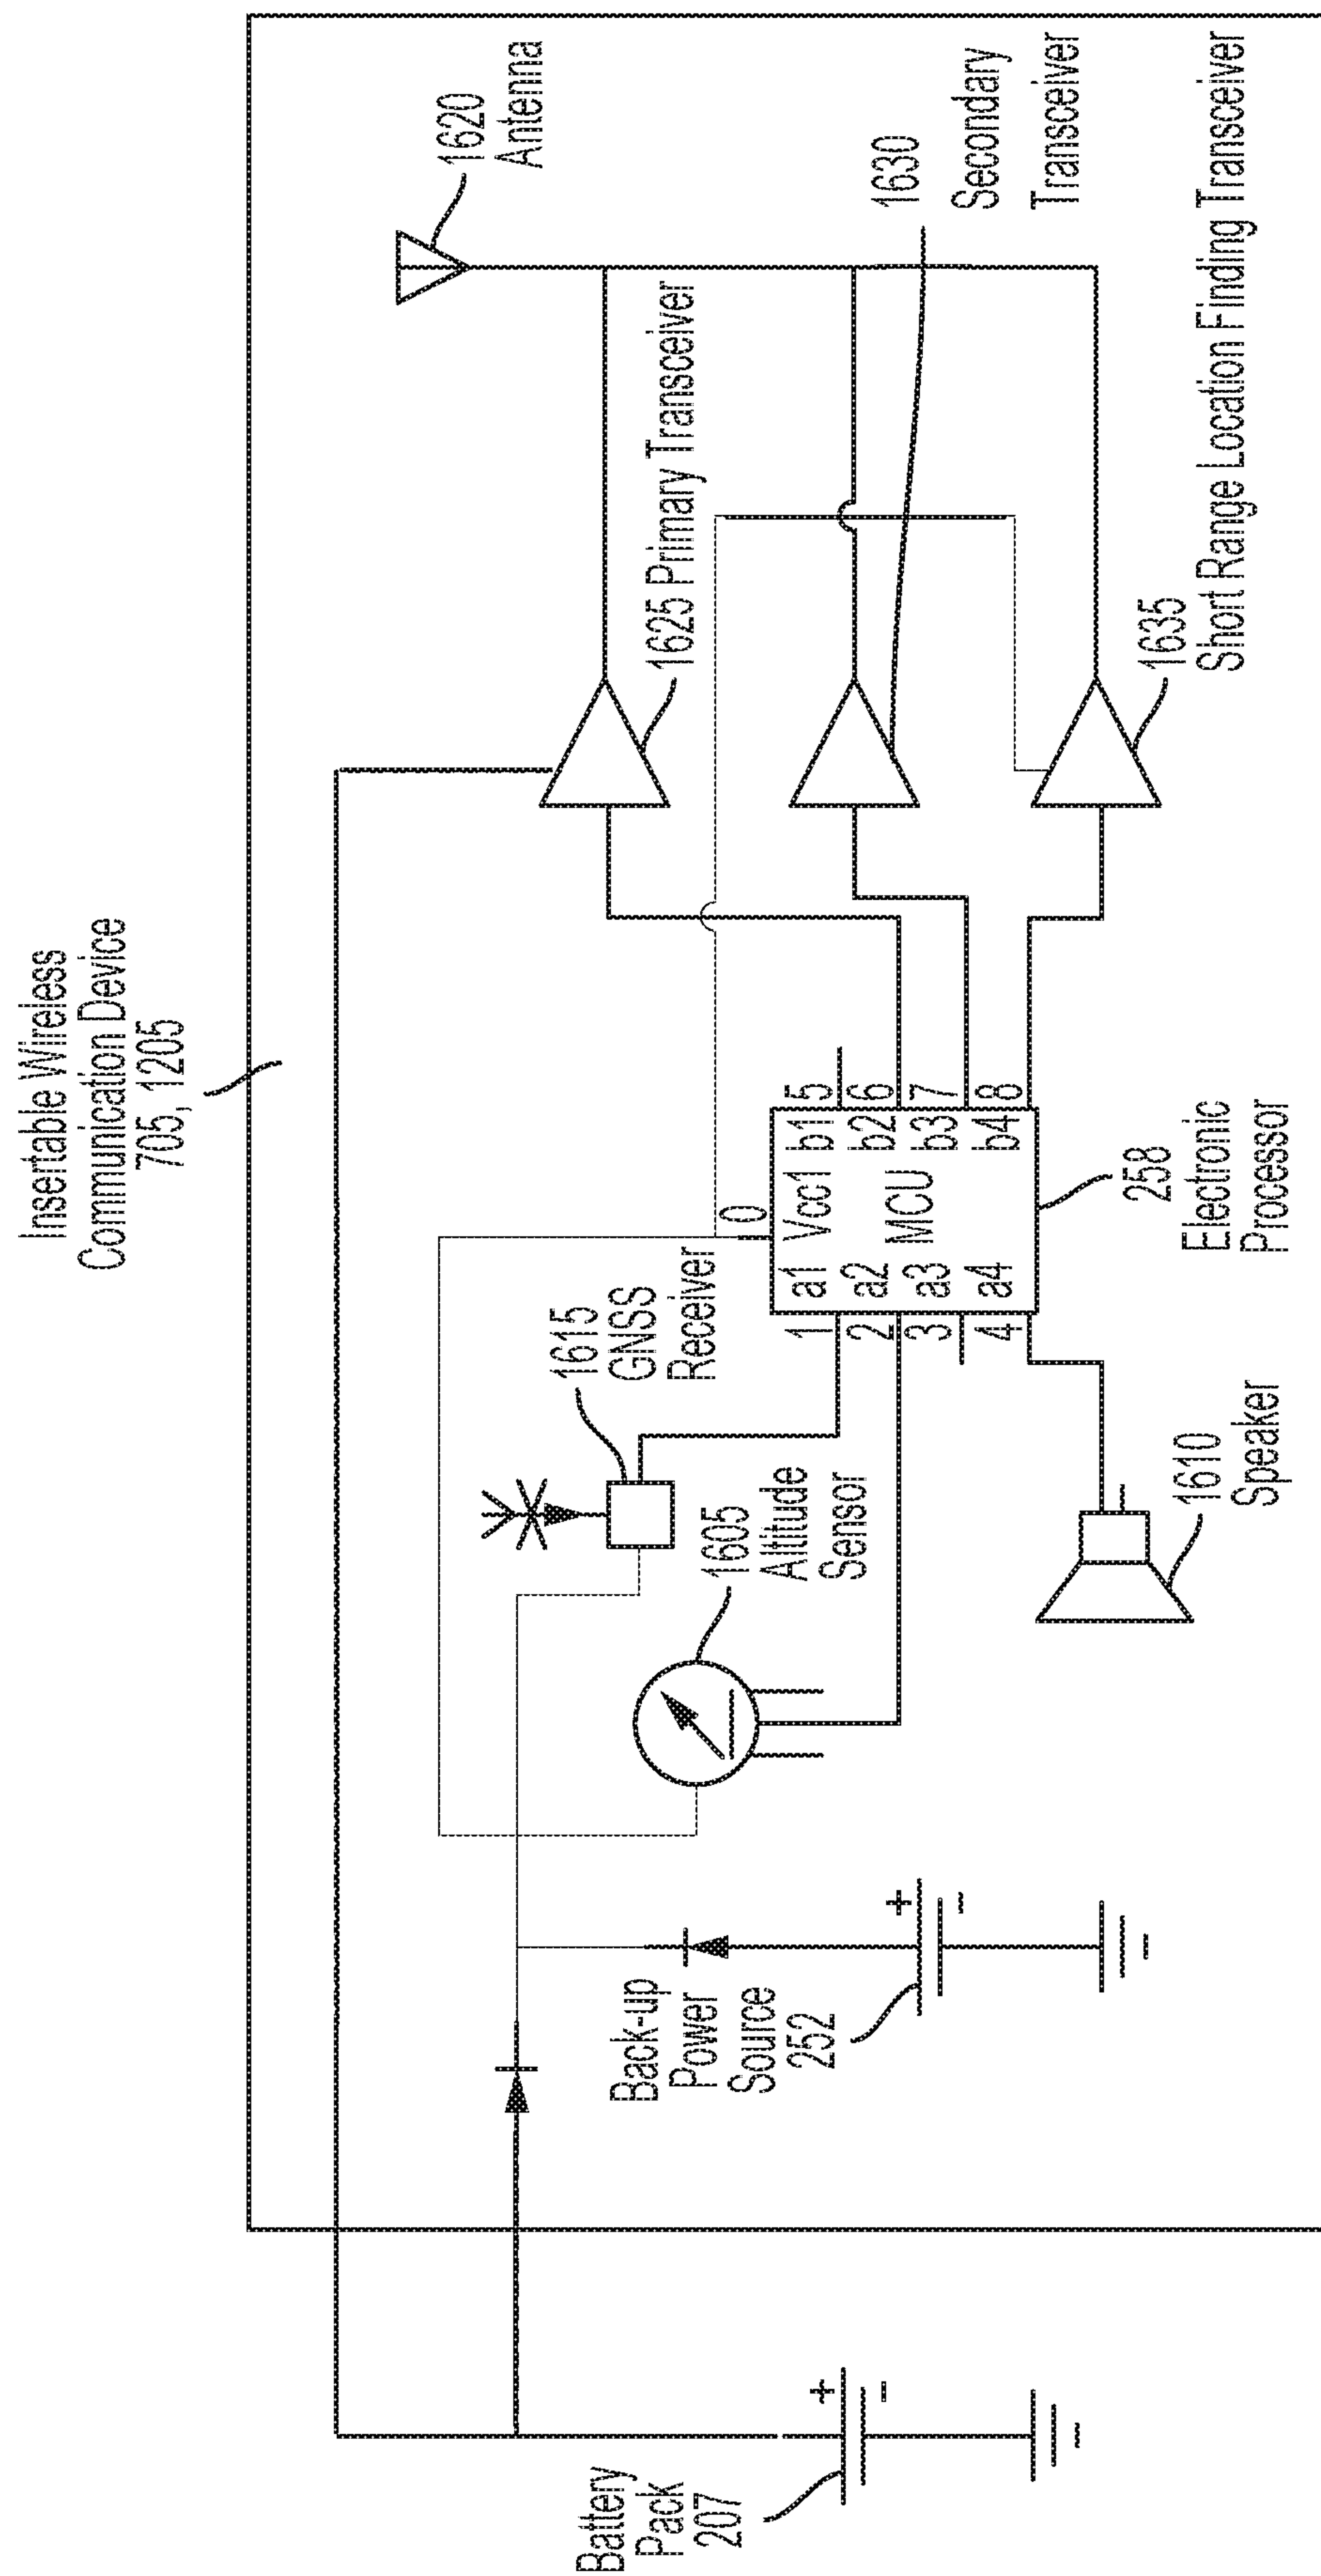 Insertable Wireless
Communication Device
705, 1205
1620
Antenna
1625 Primary Transceiver
1630
Secondary
Transceiver
1635
Short Range Location Finding Transceiver
1615
GNSS
Receiver
1605
Altitude
Sensor
1610
Speaker
0
Vcc1
MCU
1 a1
2 a2
3 a3
4 a4
b1 5
b2 6
b3 7
b4 8
258
Electronic
Processor
Back-up
Power
Source
252
+
-
Battery
Pack
207
+
-